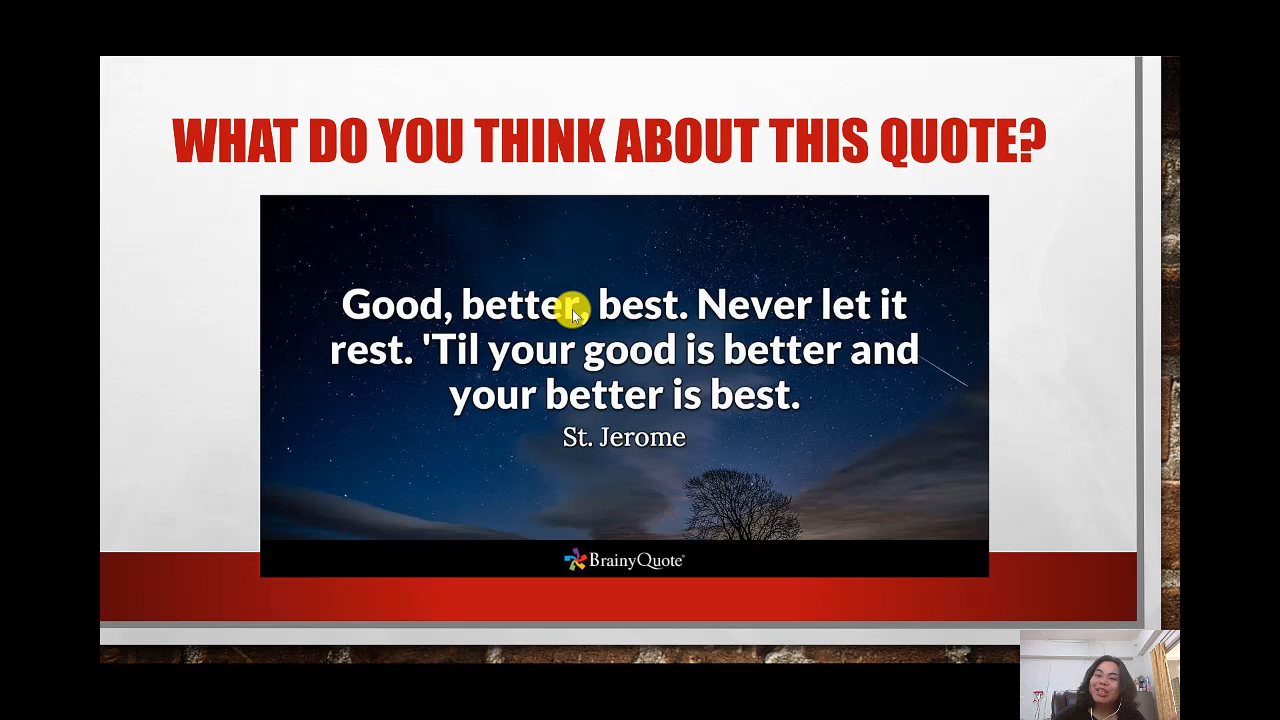 WHAT DO YOU THINK ABOUT THIS QUOTE?
Good, better, best. Never let it
rest. 'Til your good is better and
your better is best.
St. Jerome
BrainyQuote